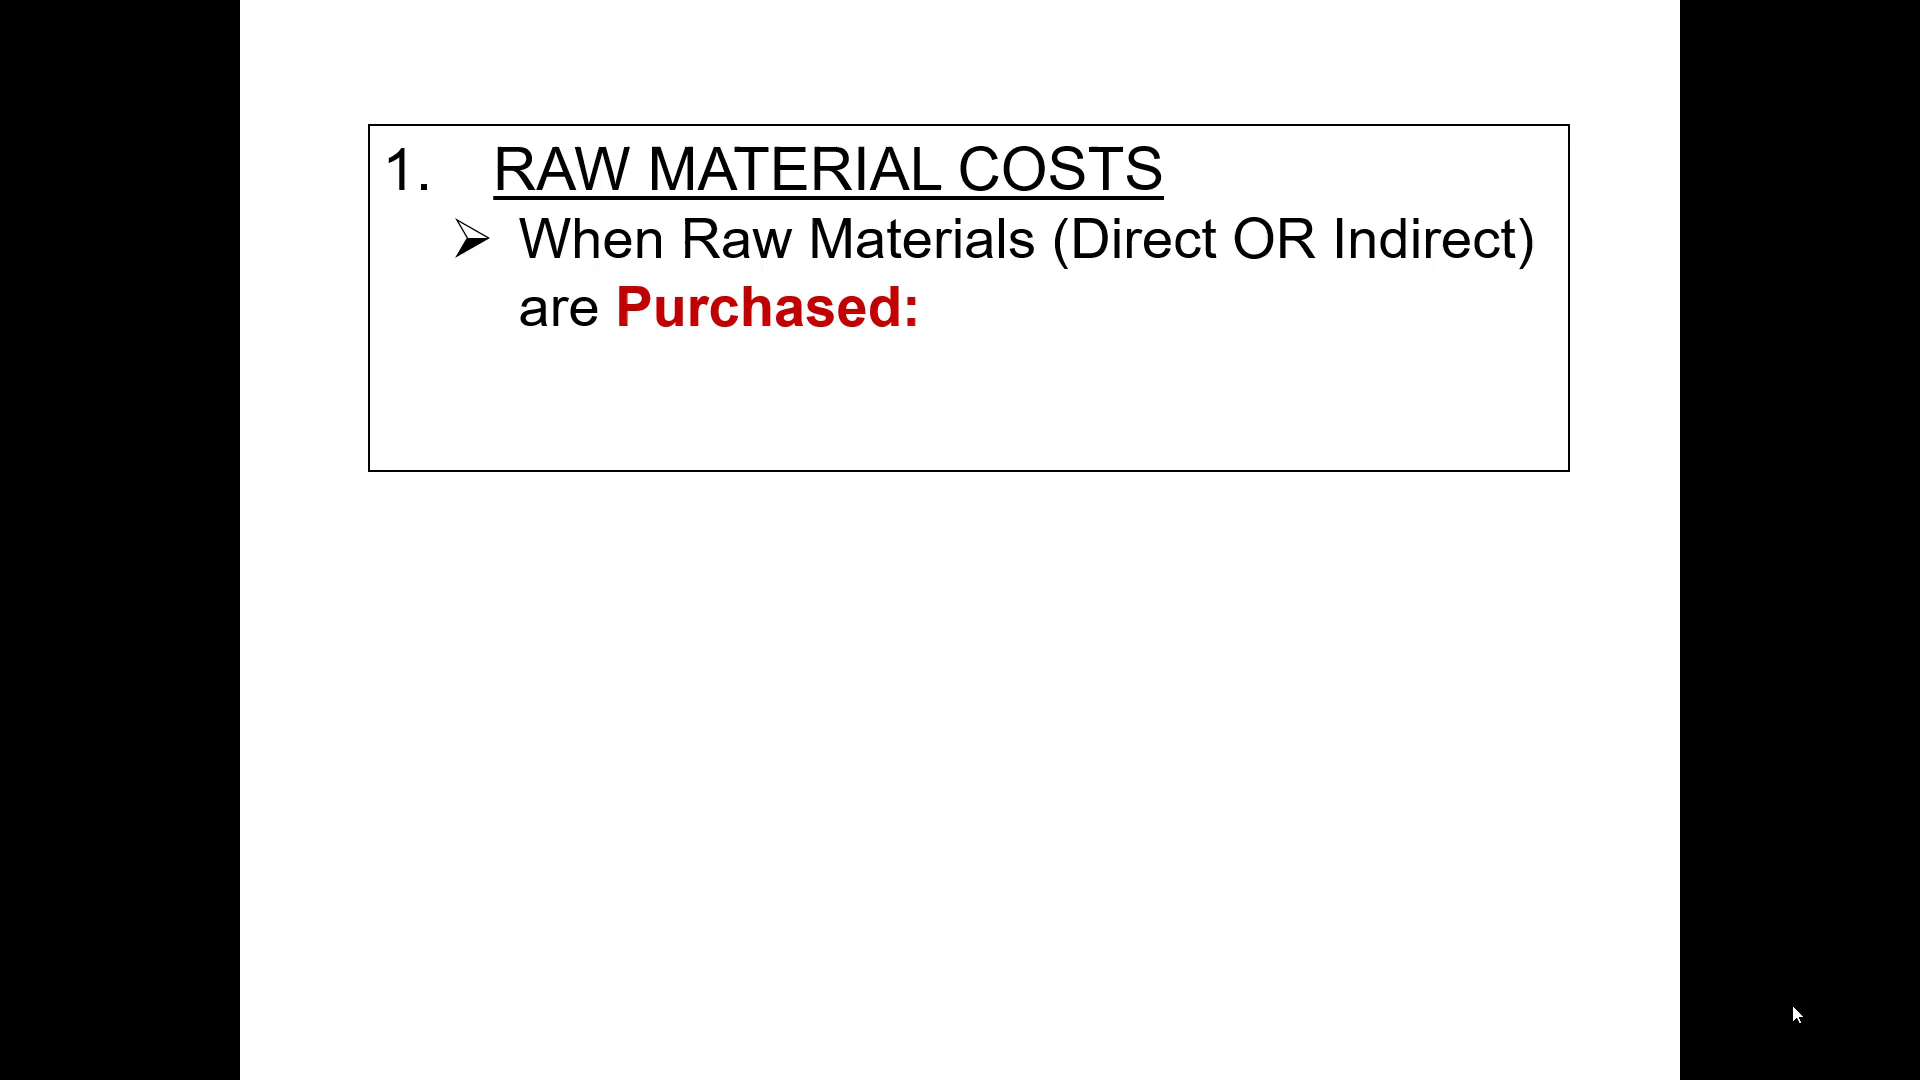 1. RAW MATERIAL COSTS
➢ When Raw Materials (Direct OR Indirect)
are Purchased: